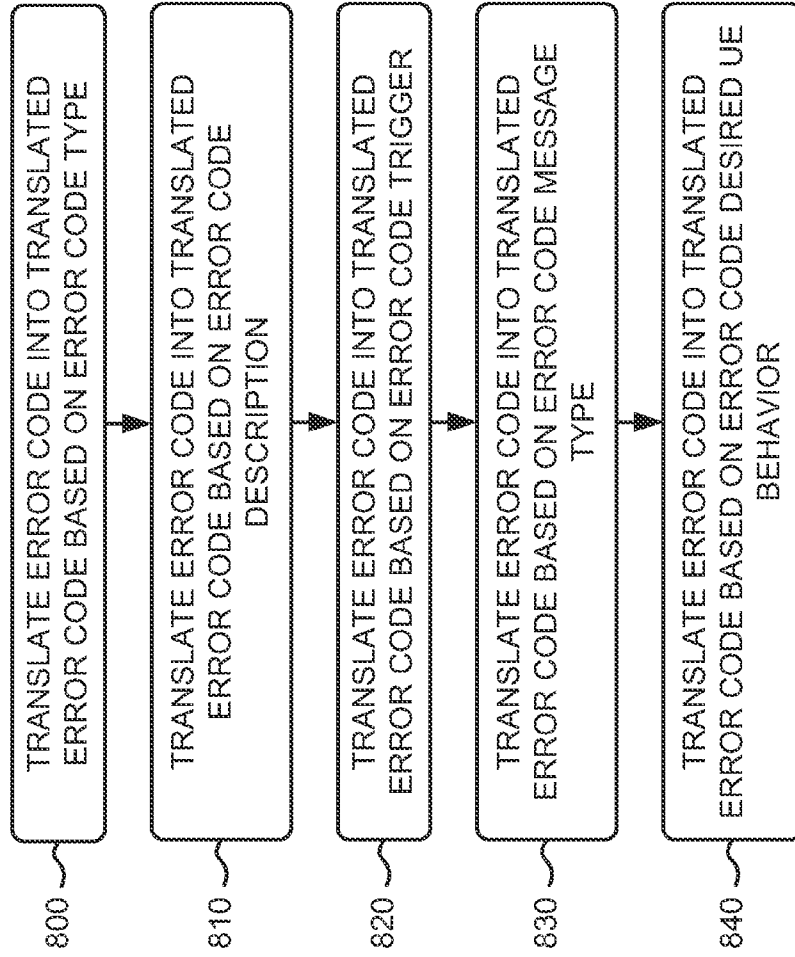 800
TRANSLATE ERROR CODE INTO TRANSLATED
ERROR CODE BASED ON ERROR CODE TYPE
810
TRANSLATE ERROR CODE INTO TRANSLATED
ERROR CODE BASED ON ERROR CODE
DESCRIPTION
820
TRANSLATE ERROR CODE INTO TRANSLATED
ERROR CODE BASED ON ERROR CODE TRIGGER
830
TRANSLATE ERROR CODE INTO TRANSLATED
ERROR CODE BASED ON ERROR CODE MESSAGE
TYPE
840
TRANSLATE ERROR CODE INTO TRANSLATED
ERROR CODE BASED ON ERROR CODE DESIRED UE
BEHAVIOR